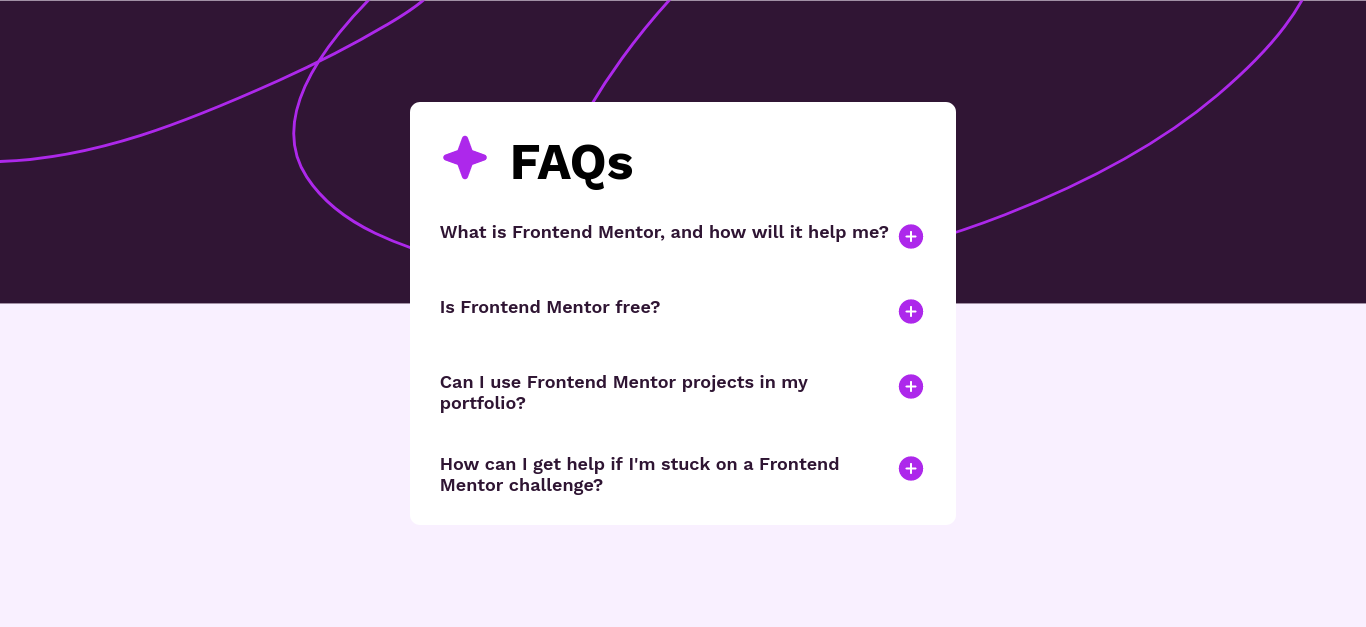 FAQs
What is Frontend Mentor, and how will it help me?
Is Frontend Mentor free?
Can I use Frontend Mentor projects in my
portfolio?
How can I get help if I'm stuck on a Frontend
Mentor challenge?